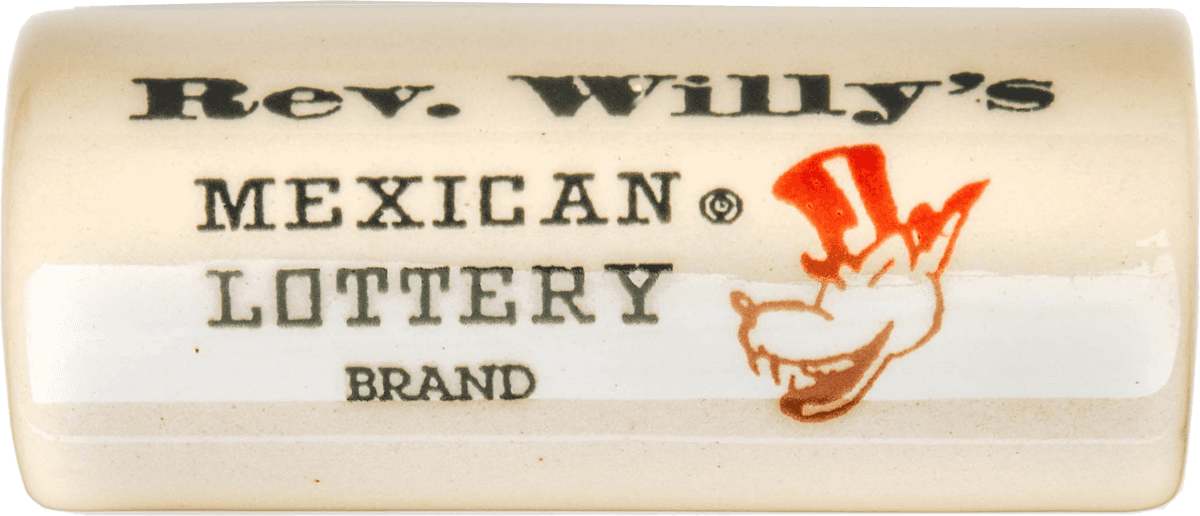 Rev. Willy's
MEXICAN ®
LOTTERY
BRAND